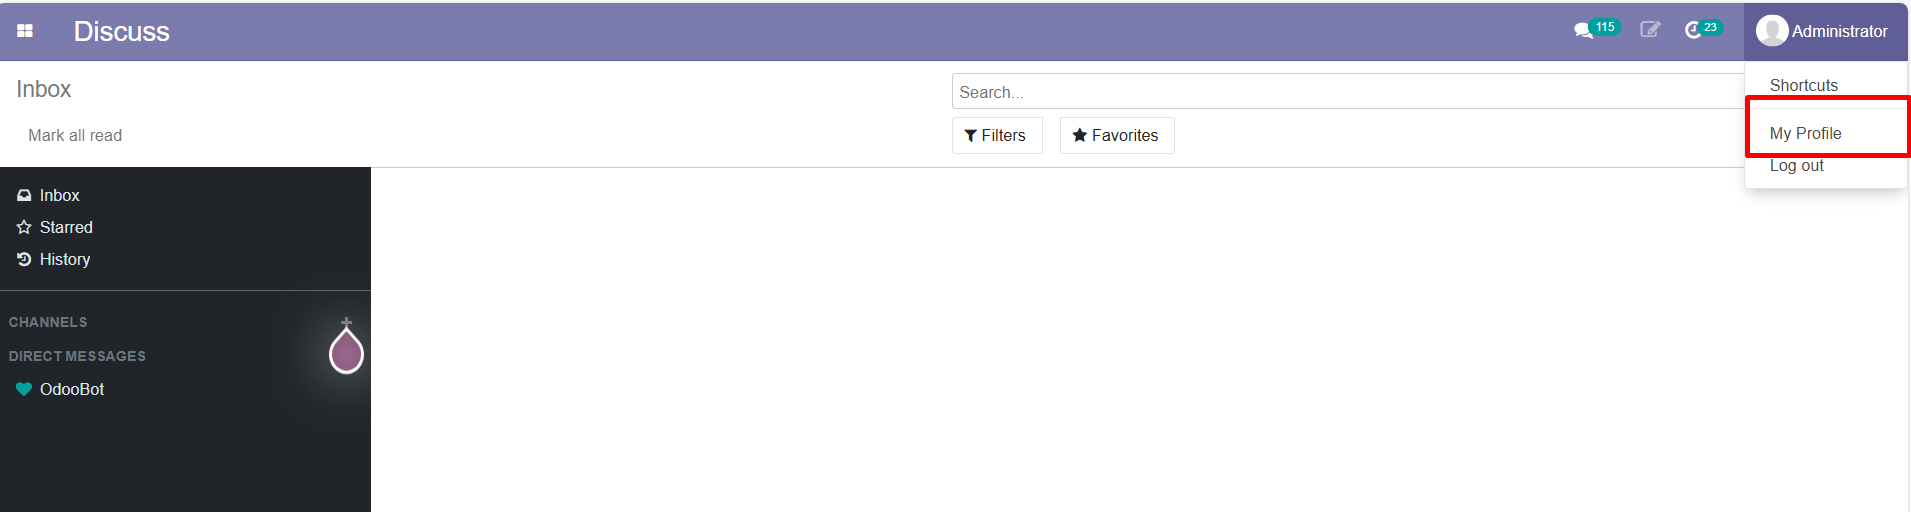 Discuss 115 23 Administrator
Inbox Search... Shortcuts
Mark all read Filters Favorites My Profile
Log out
Inbox
Starred
History
CHANNELS +
DIRECT MESSAGES
OdooBot